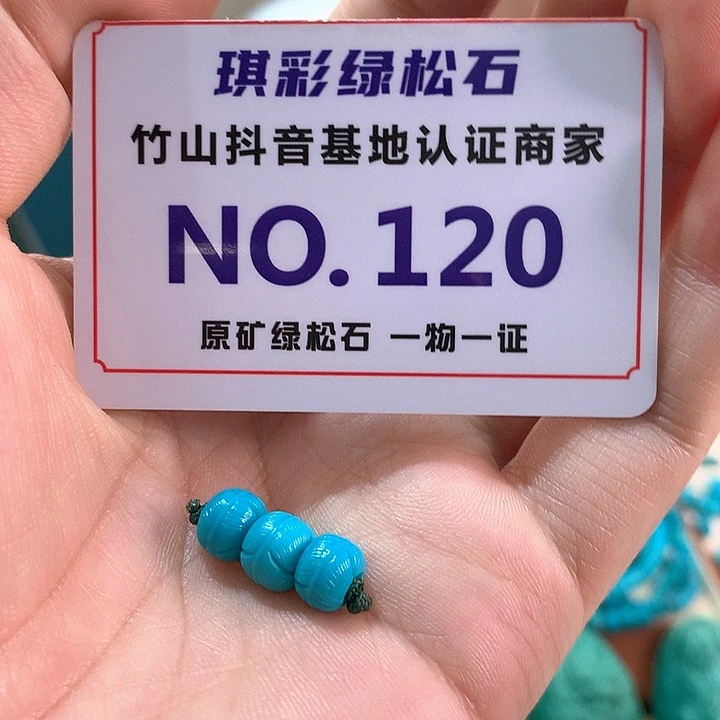 琪彩绿松石
竹山抖音基地认证商家
NO.120
原矿绿松石 一物一证